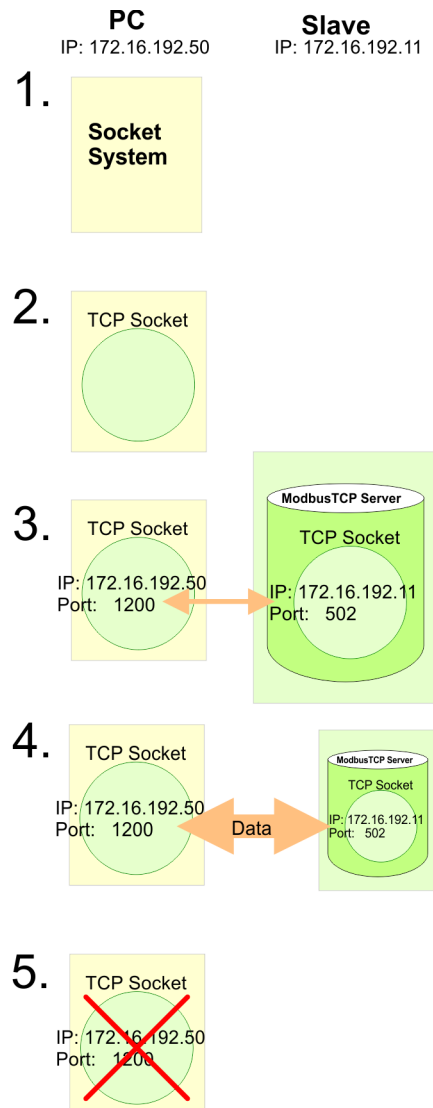 PC
IP: 172.16.192.50
Slave
IP: 172.16.192.11
1.
Socket
System
2.
TCP Socket
3.
TCP Socket
IP: 172.16.192.50
Port: 1200
ModbusTCP Server
TCP Socket
IP: 172.16.192.11
Port: 502
4.
TCP Socket
IP: 172.16.192.50
Port: 1200
Data
ModbusTCP Server
TCP Socket
IP: 172.16.192.11
Port: 502
5.
TCP Socket
IP: 172.16.192.50
Port: 1200